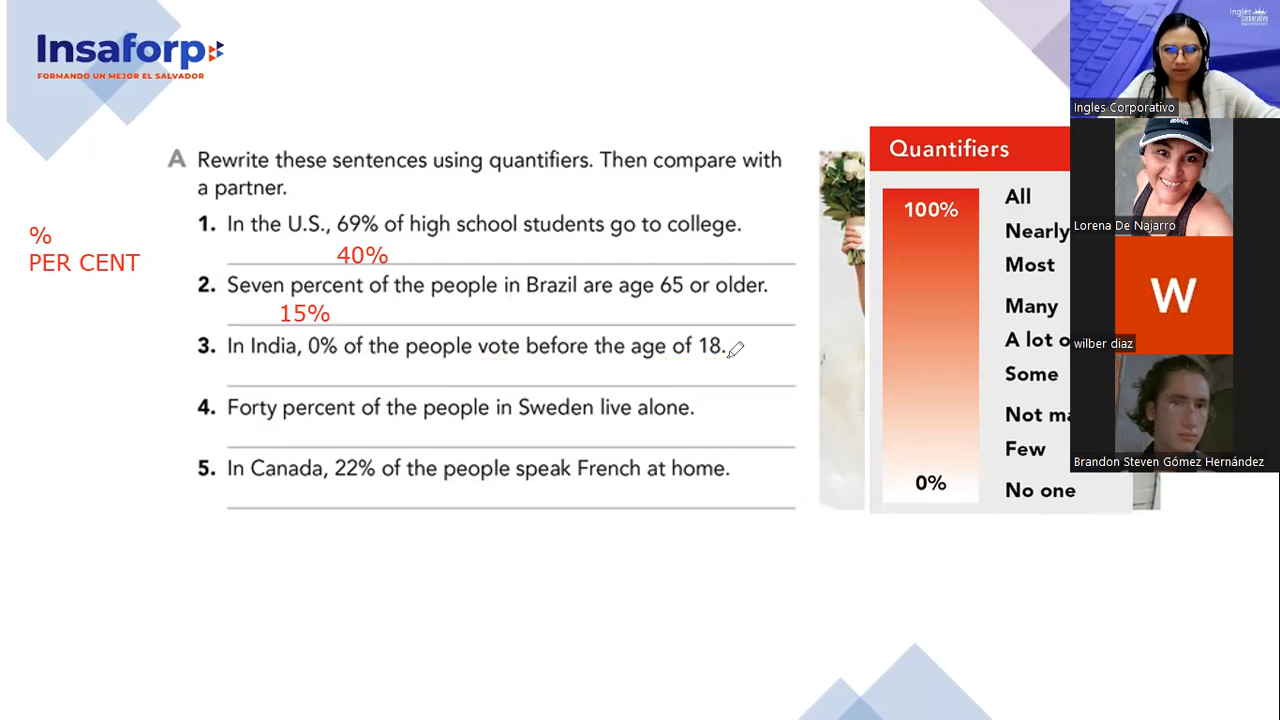 Insaforp
FORMANDO UN MEJOR EL SALVADOR
A Rewrite these sentences using quantifiers. Then compare with
a partner.
1. In the U.S., 69% of high school students go to college.
40%
2. Seven percent of the people in Brazil are age 65 or older.
15%
3. In India, 0% of the people vote before the age of 18.
4. Forty percent of the people in Sweden live alone.
5. In Canada, 22% of the people speak French at home.
%
PER CENT
Quantifiers
100%
0%
All
Nearly
Most
Many
A lot o
Some
Not ma
Few
No one
Inglés
Corporativo
Ingles Corporativo
Lorena De Najarro
W
wilber diaz
Brandon Steven Gómez Hernández